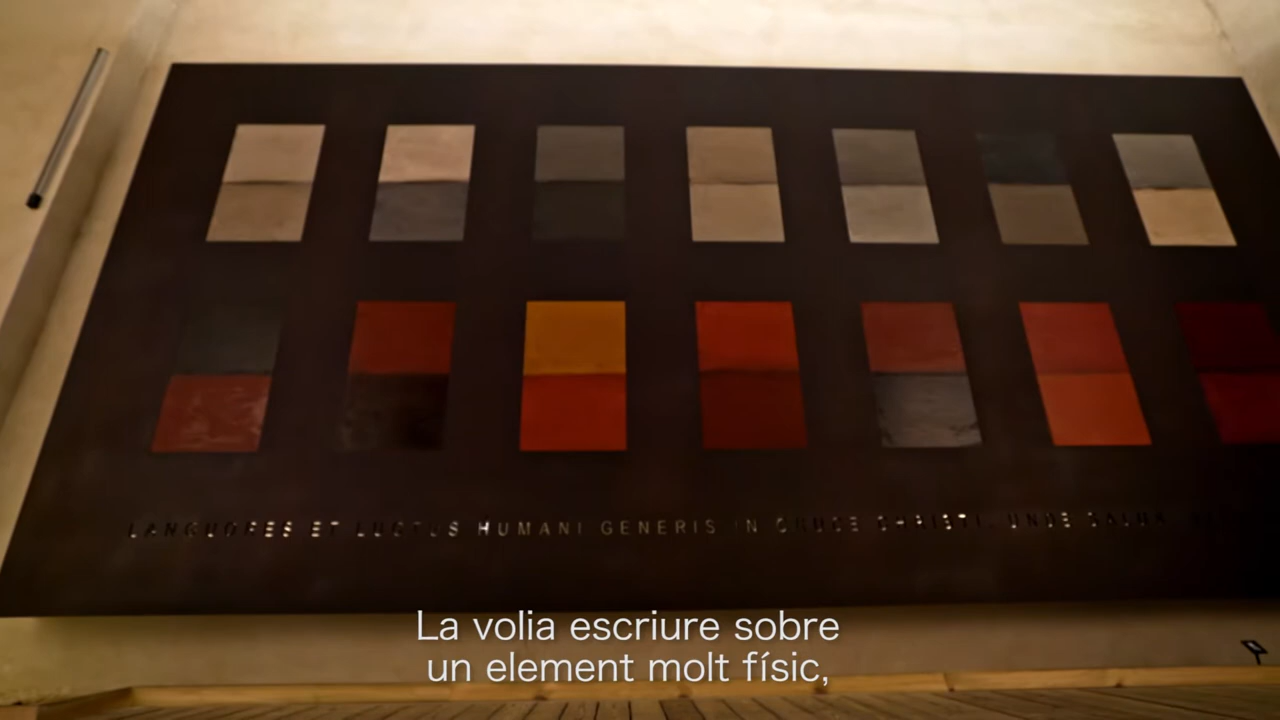 LANGUORES ET LUCTUS HUMANI GENERIS IN CRUCE CHRISTI. UNDE SALUS
La volia escriure sobre
un element molt físic,